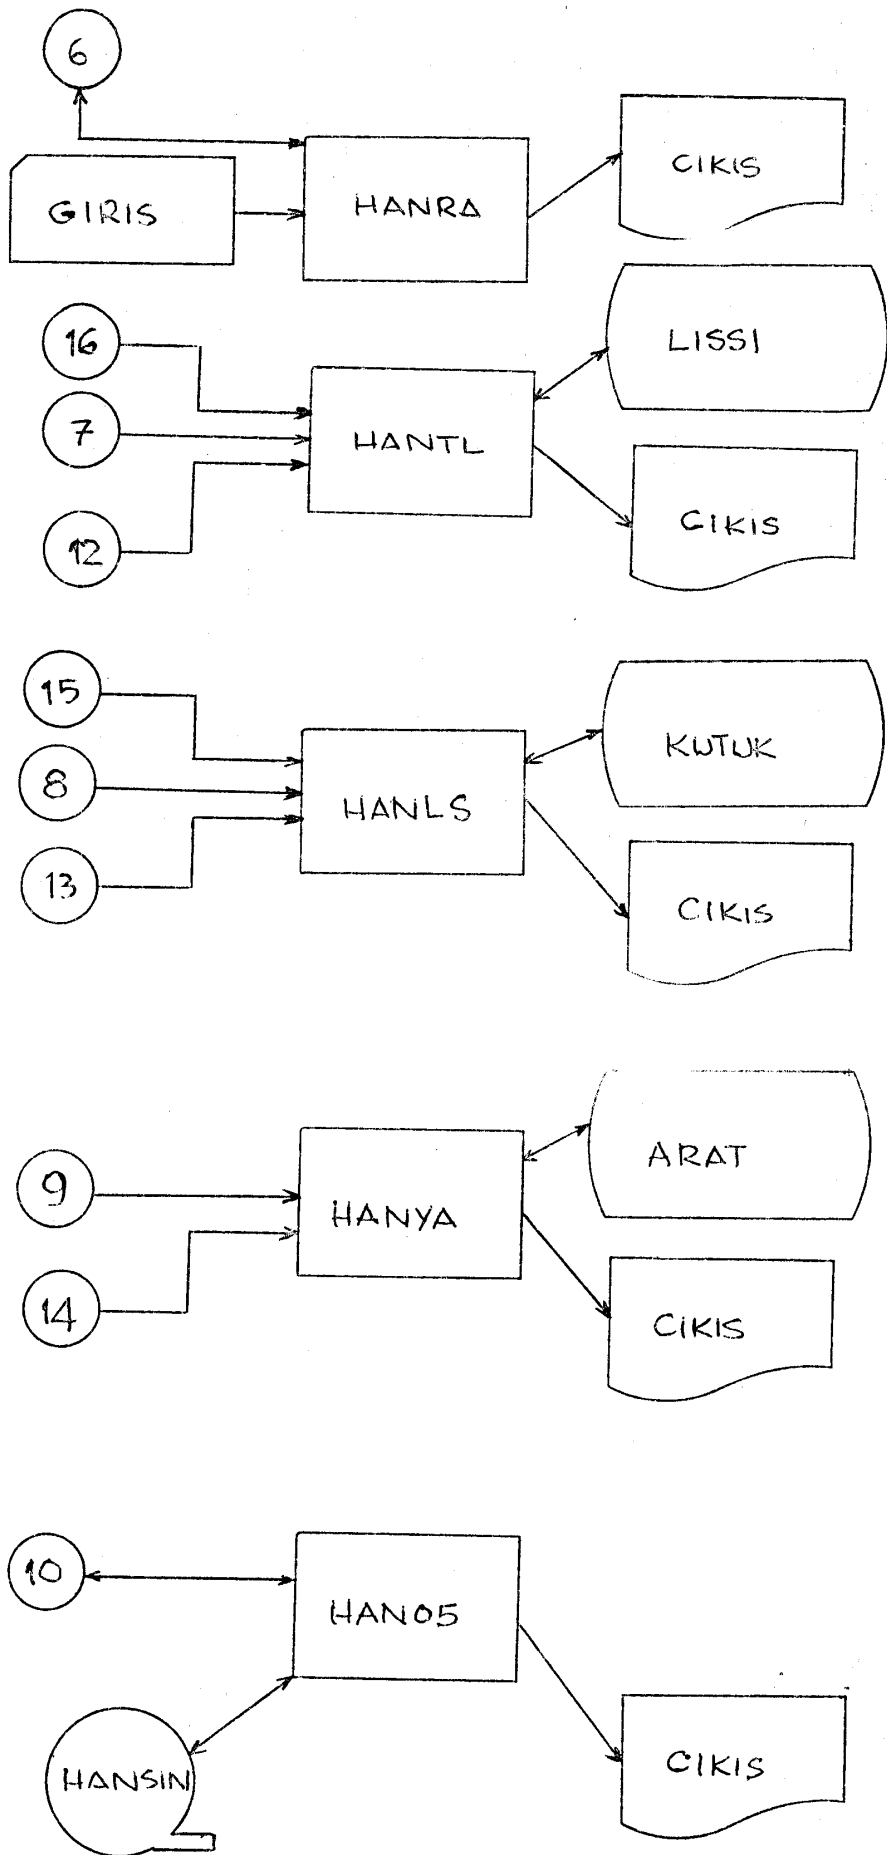 6
GIRIS
HANRA
CIKIS
16
7
12
HANTL
LISSI
CIKIS
15
8
13
HANLS
KUTUK
CIKIS
9
14
HANYA
ARAT
CIKIS
10
HAN05
HANSIN
CIKIS